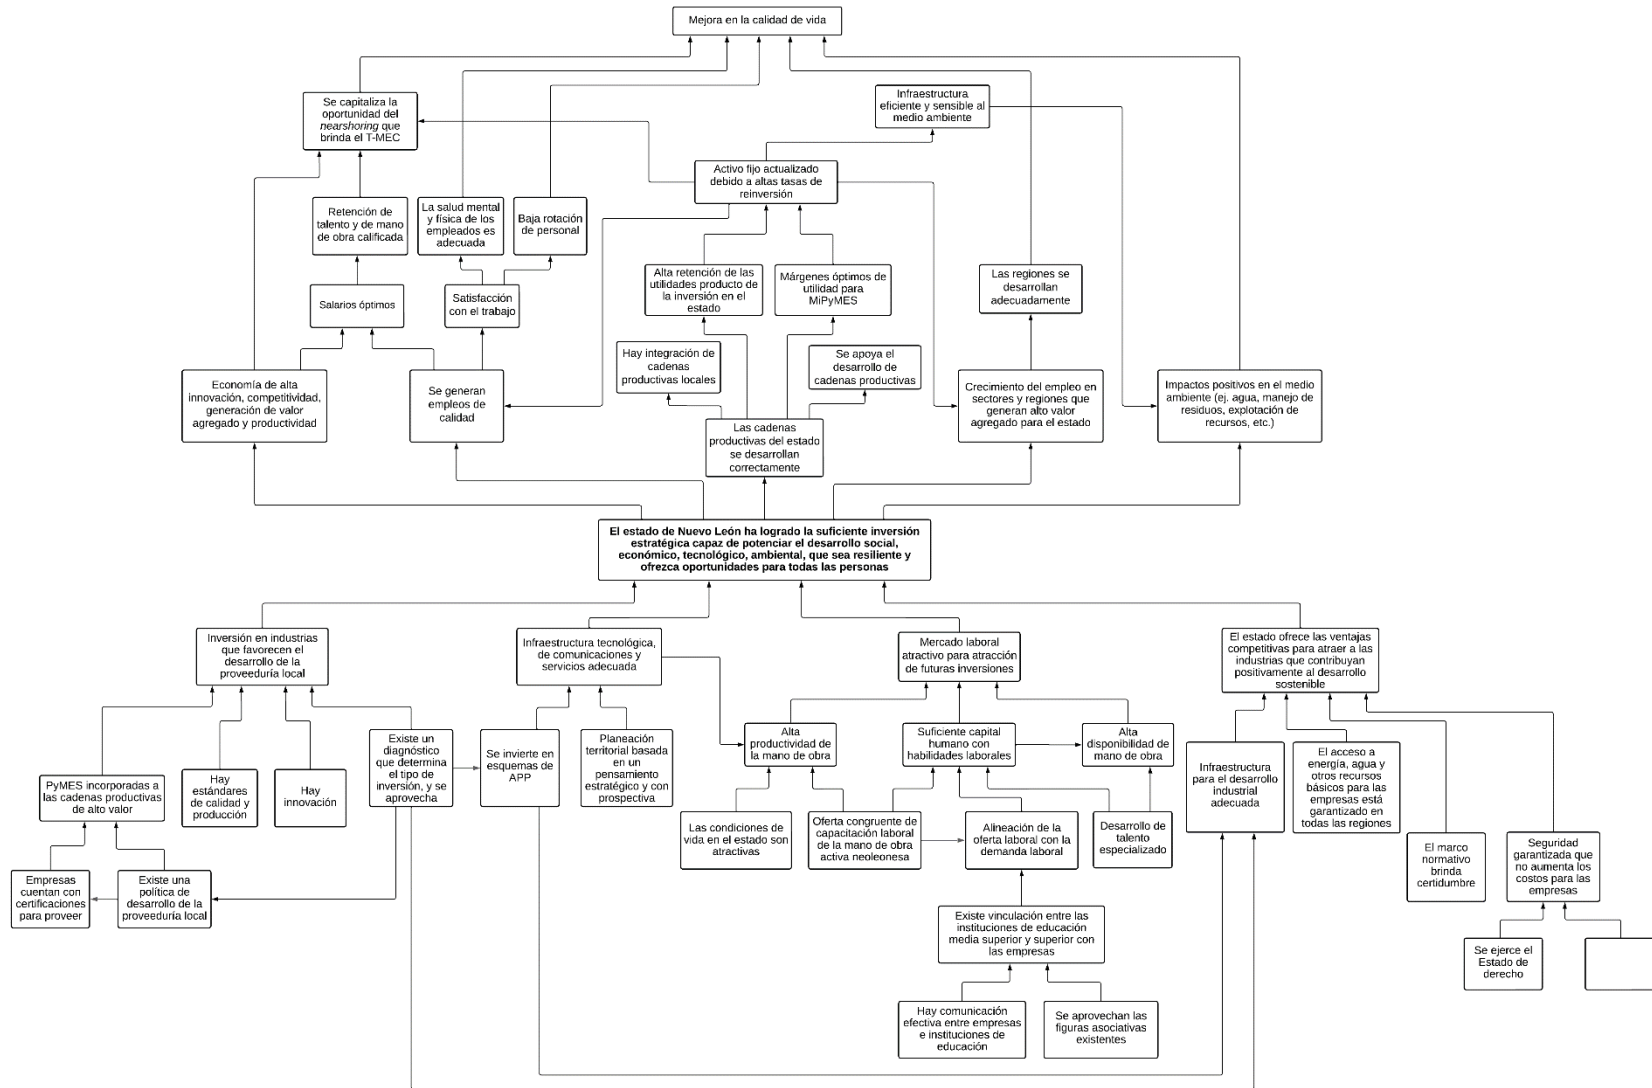 Mejora en la calidad de vida
Se capitaliza la
oportunidad del
nearshoring que
brinda el T-MEC
Infraestructura
eficiente y sensible al
medio ambiente
Activo fijo actualizado
debido a altas tasas de
reinversión
Retención de
talento y de mano
de obra calificada
La salud mental
y física de los
empleados es
adecuada
Baja rotación
de personal
Alta retención de las
utilidades producto de
la inversión en el
estado
Márgenes óptimos de
utilidad para
MiPyMES
Las regiones se
desarrollan
adecuadamente
Salarios óptimos
Satisfacción
con el trabajo
Hay integración de
cadenas
productivas locales
Se apoya el
desarrollo de
cadenas productivas
Economía de alta
innovación, competitividad,
generación de valor
agregado y productividad
Se generan
empleos de
calidad
Las cadenas
productivas del estado
se desarrollan
correctamente
Crecimiento del empleo en
sectores y regiones que
generan alto valor
agregado para el estado
Impactos positivos en el medio
ambiente (ej. agua, manejo de
residuos, explotación de
recursos, etc.)
El estado de Nuevo León ha logrado la suficiente inversión
estratégica capaz de potenciar el desarrollo social,
económico, tecnológico, ambiental, que sea resiliente y
ofrezca oportunidades para todas las personas
Inversión en industrias
que favorecen el
desarrollo de la
proveeduría local
Infraestructura tecnológica,
de comunicaciones y
servicios adecuada
Mercado laboral
atractivo para atracción
de futuras inversiones
El estado ofrece las ventajas
competitivas para atraer a las
industrias que contribuyan
positivamente al desarrollo
sostenible
PyMES incorporadas a
las cadenas productivas
de alto valor
Hay
estándares
de calidad y
producción
Hay
innovación
Existe un
diagnóstico
que determina
el tipo de
inversión, y se
aprovecha
Se invierte en
esquemas de
APP
Planeación
territorial basada
en un
pensamiento
estratégico y con
prospectiva
Alta
productividad de
la mano de obra
Suficiente capital
humano con
habilidades laborales
Alta
disponibilidad de
mano de obra
Infraestructura
para el desarrollo
industrial
adecuada
El acceso a
energía, agua y
otros recursos
básicos para las
empresas está
garantizado en
todas las regiones
El marco
normativo
brinda
certidumbre
Seguridad
garantizada que
no aumenta los
costos para las
empresas
Las condiciones de
vida en el estado son
atractivas
Oferta congruente de
capacitación laboral
de la mano de obra
activa neoleonesa
Alineación de la
oferta laboral con la
demanda laboral
Desarrollo de
talento
especializado
Empresas
cuentan con
certificaciones
para proveer
Existe una
política de
desarrollo de la
proveeduría local
Existe vinculación entre las
instituciones de educación
media superior y superior con
las empresas
Se ejerce el
Estado de
derecho
Hay comunicación
efectiva entre empresas
e instituciones de
educación
Se aprovechan las
figuras asociativas
existentes